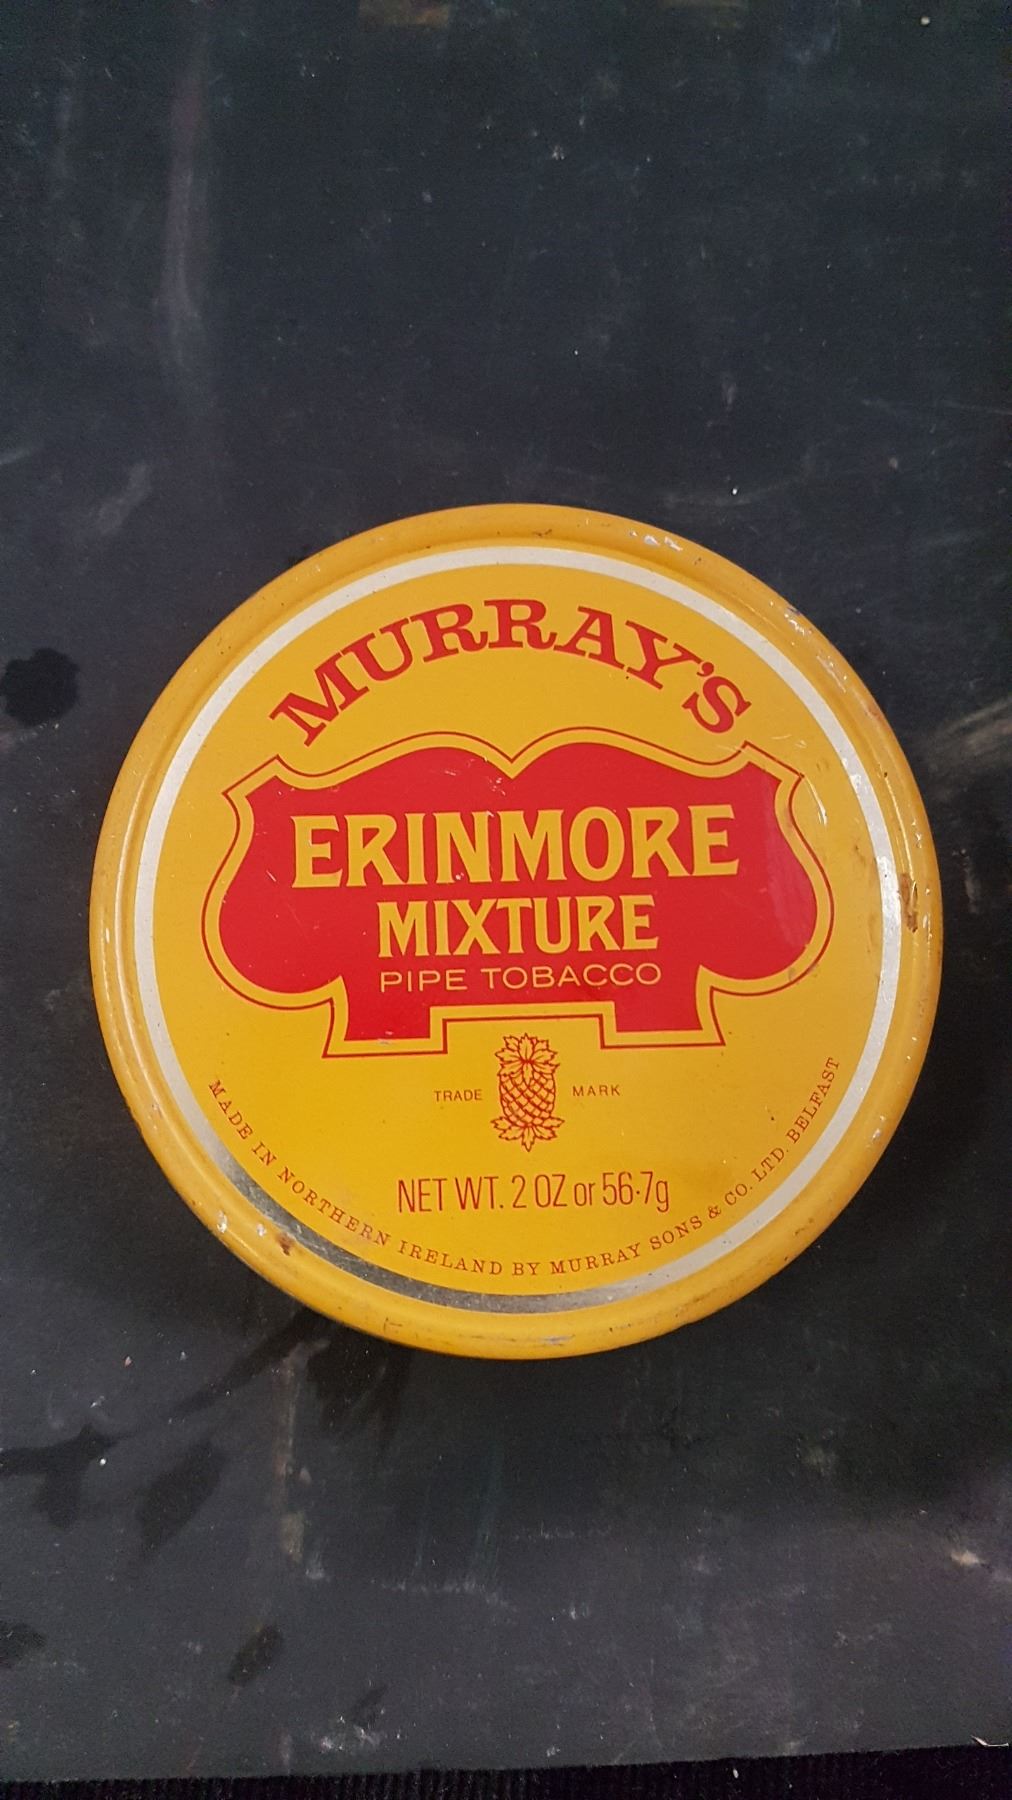 MURRAY'S
ERINMORE
MIXTURE
PIPE TOBACCO
TRADE MARK
NET WT. 2 OZ or 56·7g
MADE IN NORTHERN IRELAND BY MURRAY SONS & CO. LTD. BELFAST